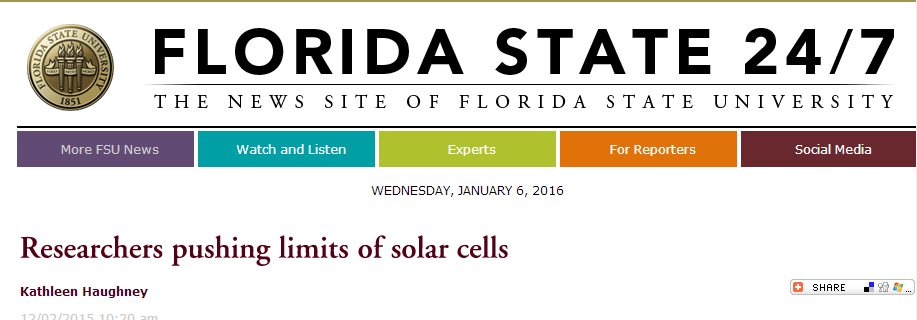 FLORIDA STATE UNIVERSITY
1851
FLORIDA STATE 24/7
THE NEWS SITE OF FLORIDA STATE UNIVERSITY
More FSU News
Watch and Listen
Experts
For Reporters
Social Media
WEDNESDAY, JANUARY 6, 2016
Researchers pushing limits of solar cells
Kathleen Haughney
SHARE ...
12/02/2015 10:20 am